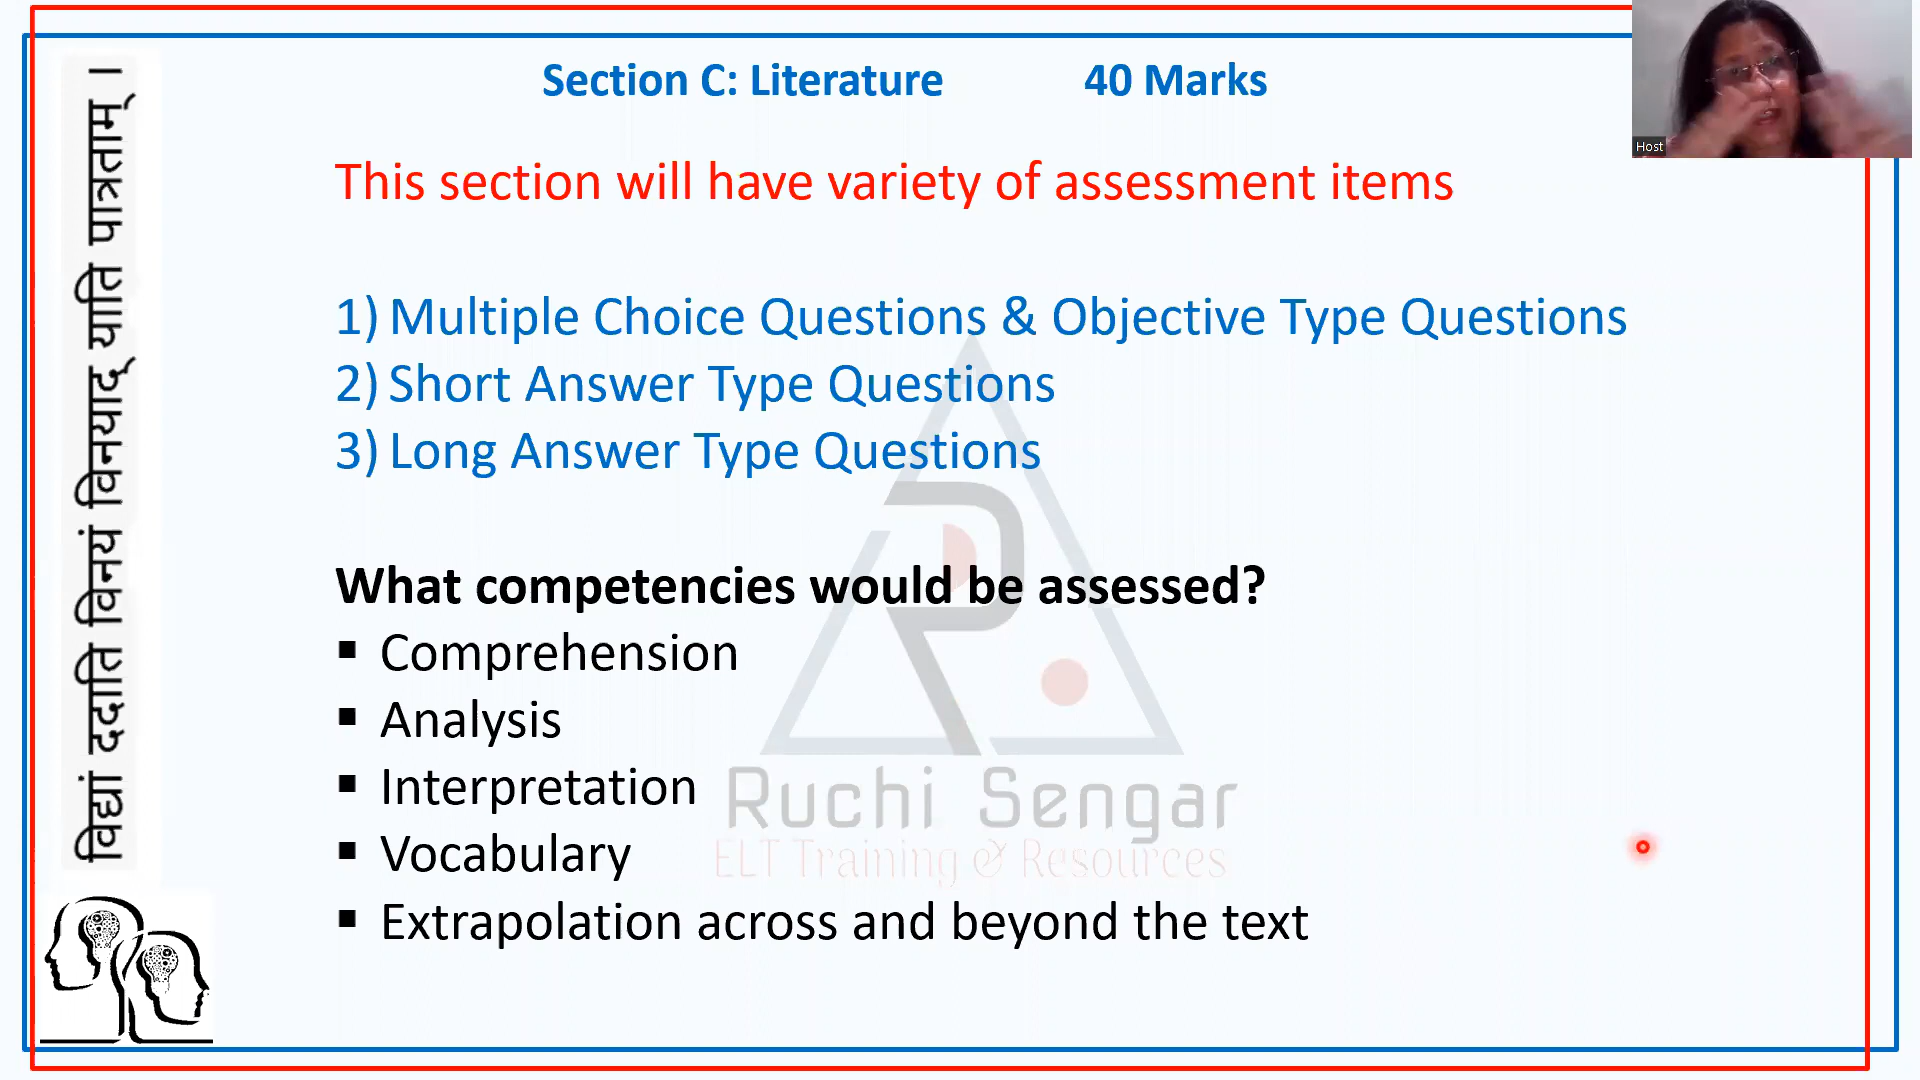 Section C: Literature 40 Marks
Host
This section will have variety of assessment items
1) Multiple Choice Questions & Objective Type Questions
2) Short Answer Type Questions
3) Long Answer Type Questions
What competencies would be assessed?
▪ Comprehension
▪ Analysis
▪ Interpretation
▪ Vocabulary
▪ Extrapolation across and beyond the text
Ruchi Sengar
ELT Training & Resources
विद्यां ददाति विनयं विनयाद् याति पात्रताम् ।